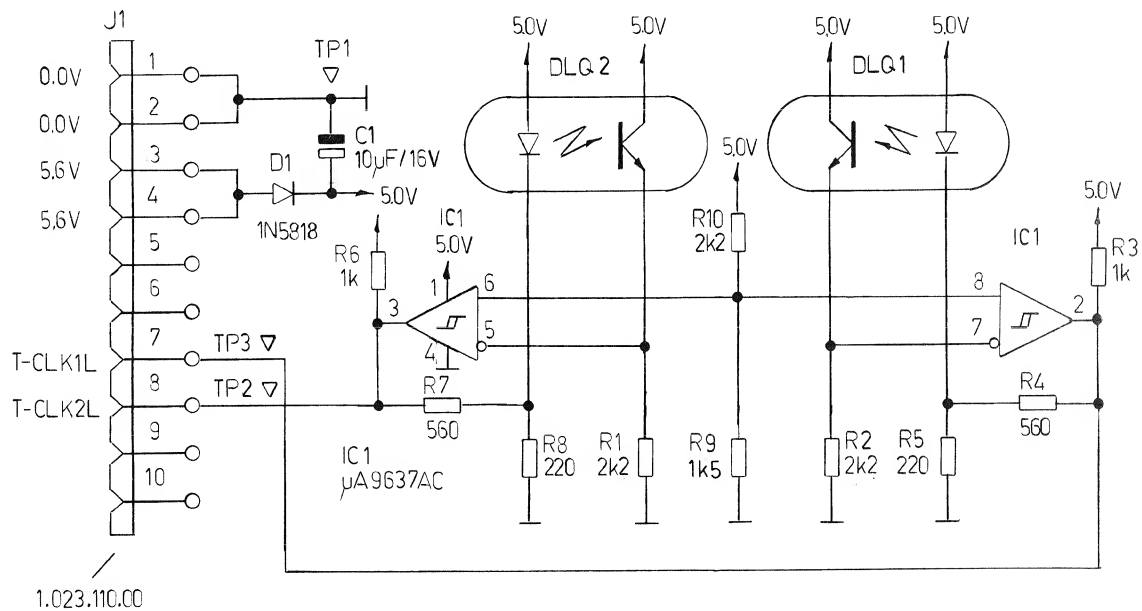 J1
0.0V 1
0.0V 2
5,6V 3
5,6V 4
5
6
T-CLK1L 7
T-CLK2L 8
9
10
1.023.110.00
TP1
C1
10µF/16V
D1
1N5818
5.0V
TP3
TP2
R6
1k
IC1
5.0V
1
3
4
6
5
R7
560
IC1
µA9637AC
5.0V 5.0V
DLQ2
R8
220
R1
2k2
5,0V
R10
2k2
R9
1k5
5,0V 5.0V
DLQ1
R2
2k2
R5
220
IC1
8
7
2
5.0V
R3
1k
R4
560